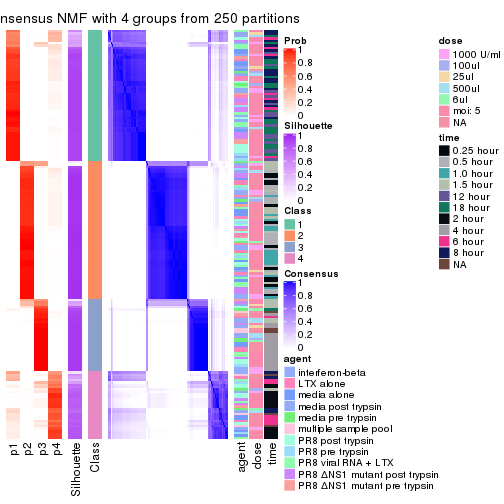 nsensus NMF with 4 groups from 250 partitions
Prob
1
0.8
0.6
0.4
0.2
0
Silhouette
1
0.8
0.6
0.4
0.2
0
Class
1
2
3
4
Consensus
1
0.8
0.6
0.4
0.2
0
agent
interferon-beta
LTX alone
media alone
media post trypsin
media pre trypsin
multiple sample pool
PR8 post trypsin
PR8 pre trypsin
PR8 viral RNA + LTX
PR8 ΔNS1 mutant post trypsin
PR8 ΔNS1 mutant pre trypsin
dose
1000 U/ml
100ul
25ul
500ul
6ul
moi: 5
NA
time
0.25 hour
0.5 hour
1.0 hour
1.5 hour
12 hour
18 hour
2 hour
4 hour
6 hour
8 hour
NA
p1
p2
p3
p4
Silhouette
Class
agent
dose
time